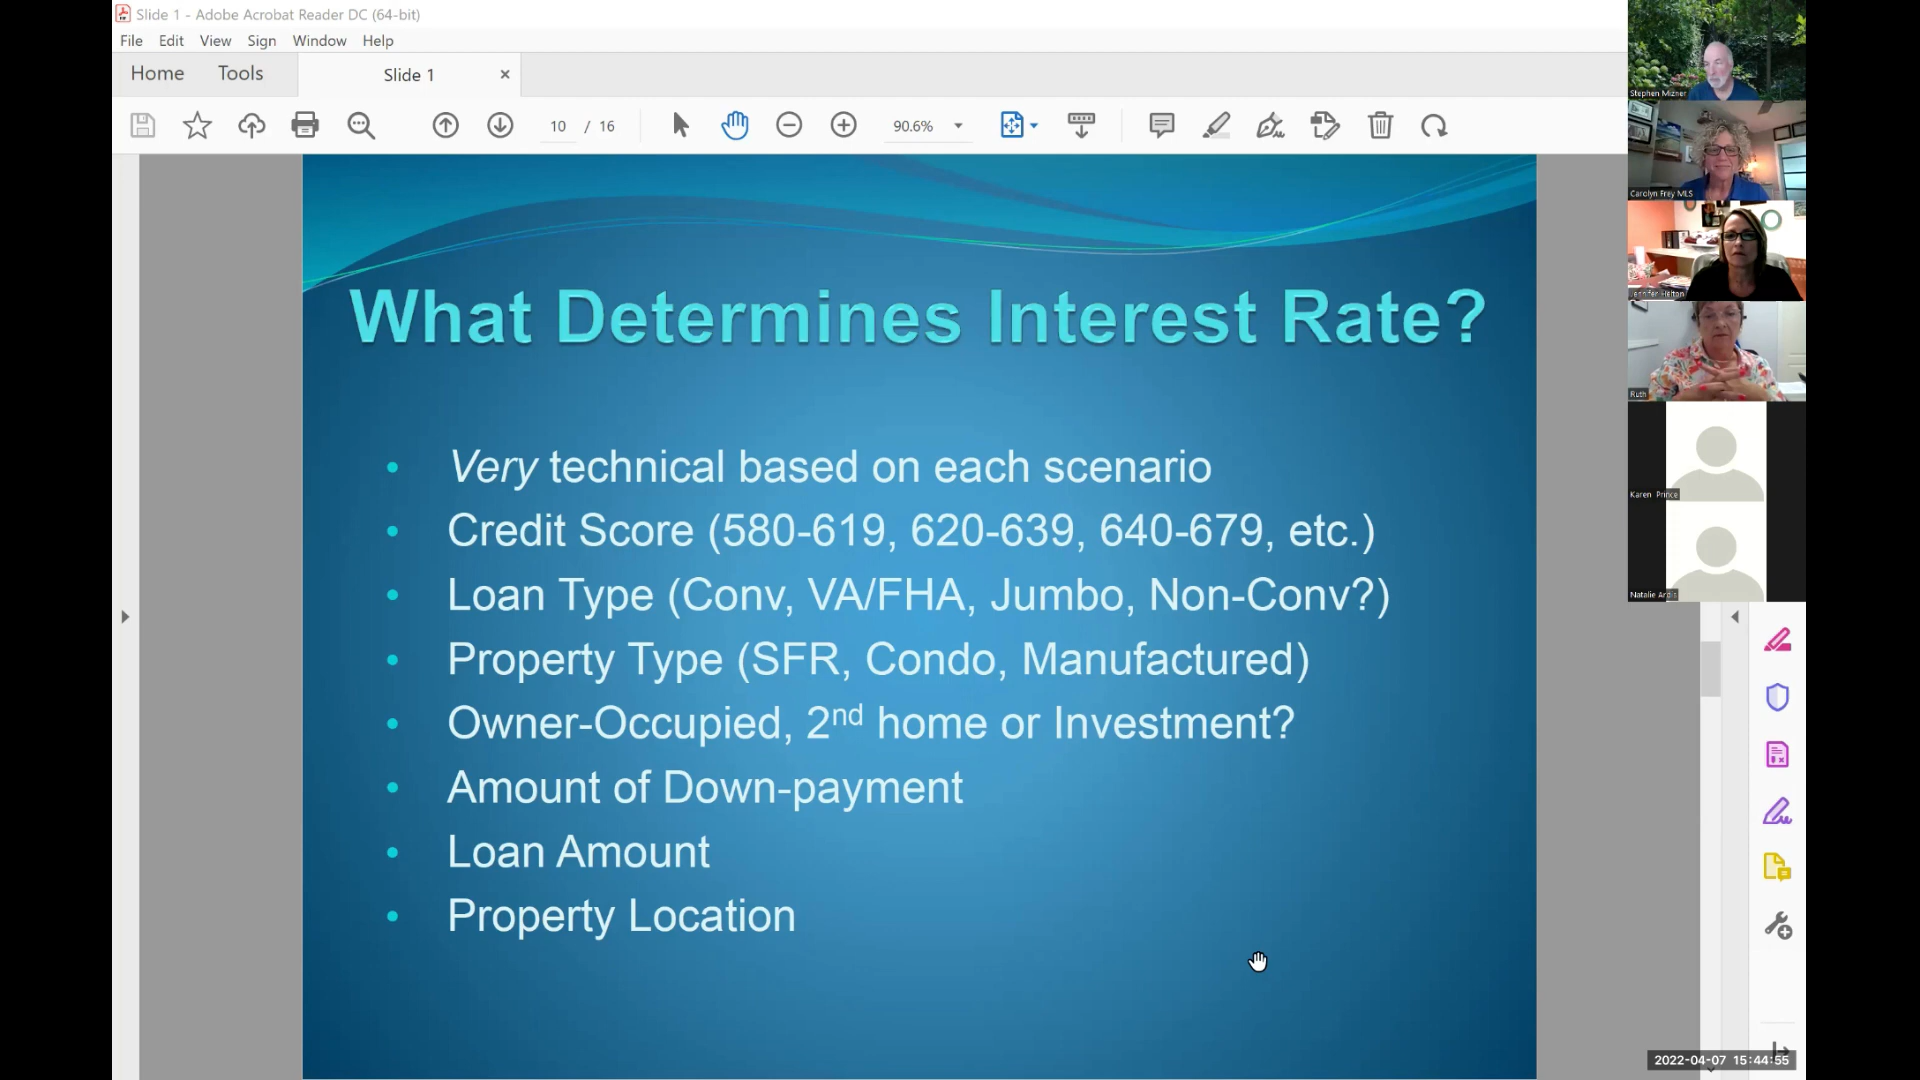 Slide 1 - Adobe Acrobat Reader DC (64-bit)
File Edit View Sign Window Help
Home Tools Slide 1 ×
10 / 16 90.6%
What Determines Interest Rate?
• Very technical based on each scenario
• Credit Score (580-619, 620-639, 640-679, etc.)
• Loan Type (Conv, VA/FHA, Jumbo, Non-Conv?)
• Property Type (SFR, Condo, Manufactured)
• Owner-Occupied, 2nd home or Investment?
• Amount of Down-payment
• Loan Amount
• Property Location
Stephen Mizner
Carolyn Frey MLS
Jennifer Helton
Ruth
Karen Prince
Natalie Ardis
2022-04-07 15:44:55